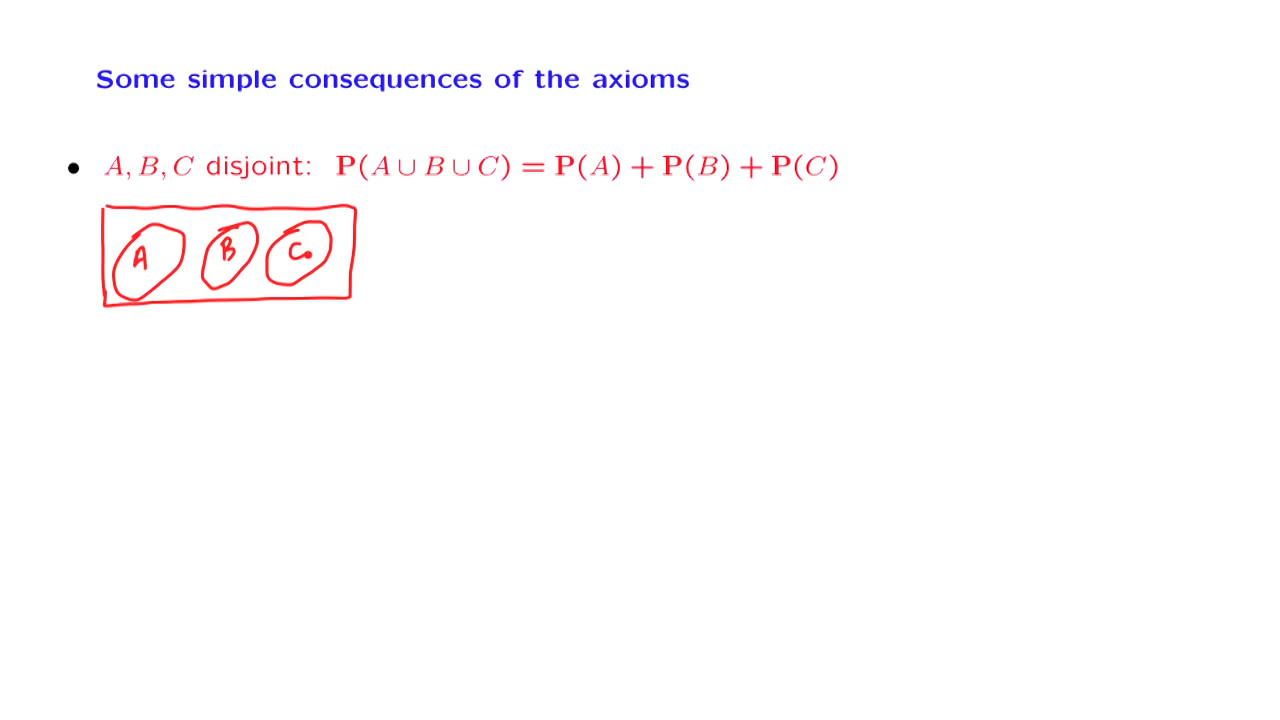 Some simple consequences of the axioms
• A, B, C disjoint: P(A ∪ B ∪ C) = P(A) + P(B) + P(C)
A B C